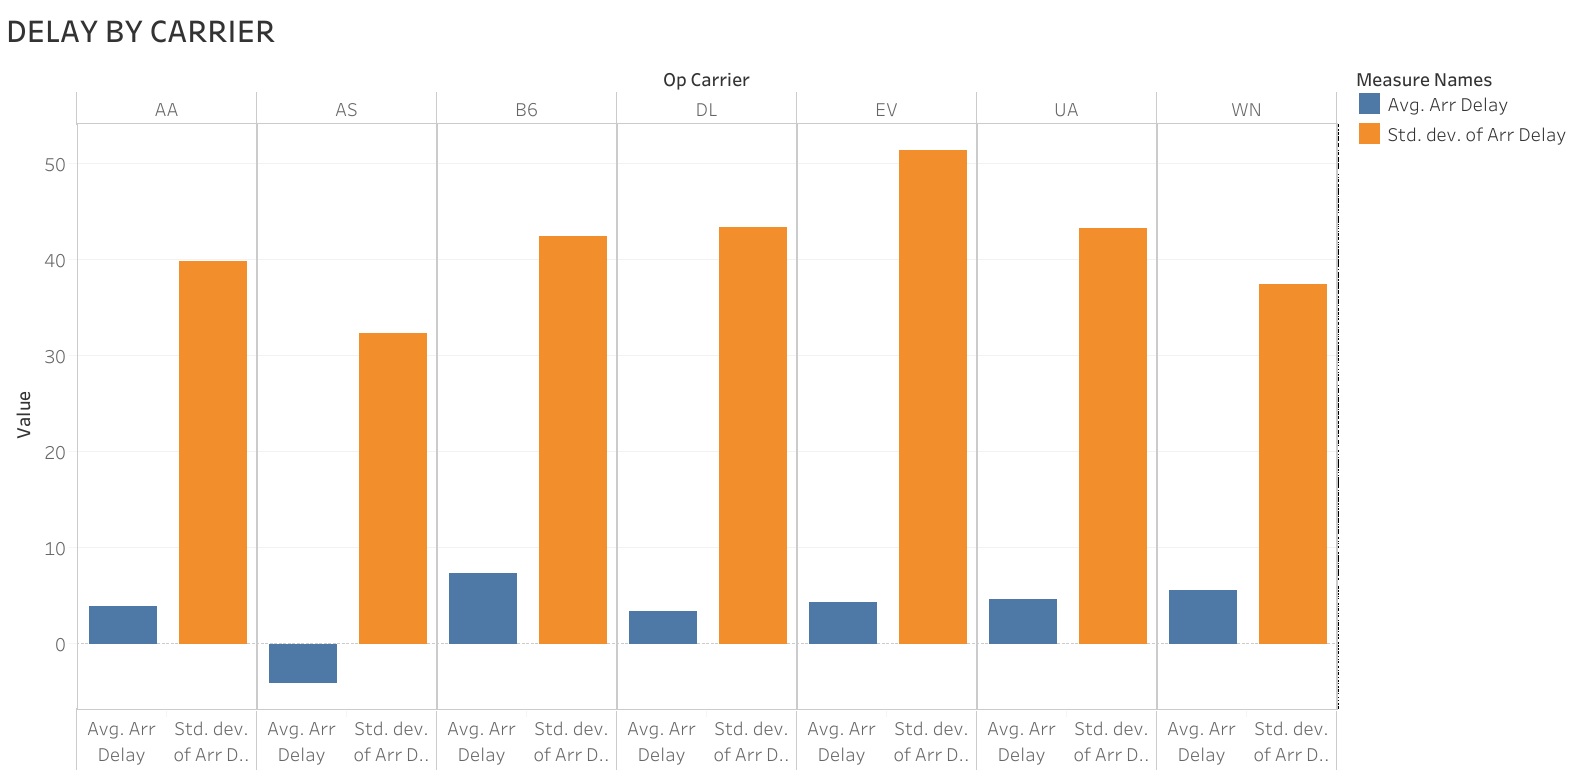 DELAY BY CARRIER
Op Carrier
AA AS B6 DL EV UA WN
Measure Names
Avg. Arr Delay
Std. dev. of Arr Delay
Value
50
40
30
20
10
0
Avg. Arr Std. dev. Avg. Arr Std. dev. Avg. Arr Std. dev. Avg. Arr Std. dev. Avg. Arr Std. dev. Avg. Arr Std. dev. Avg. Arr Std. dev.
Delay of Arr D.. Delay of Arr D.. Delay of Arr D.. Delay of Arr D.. Delay of Arr D.. Delay of Arr D.. Delay of Arr D..